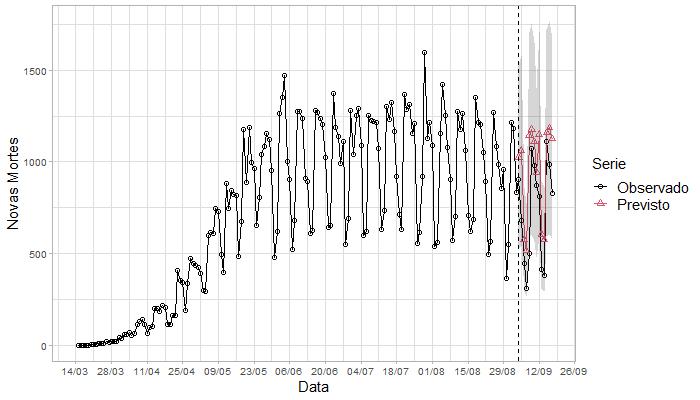 1500
1000
500
0
Novas Mortes
14/03 28/03 11/04 25/04 09/05 23/05 06/06 20/06 04/07 18/07 01/08 15/08 29/08 12/09 26/09
Data
Serie
Observado
Previsto